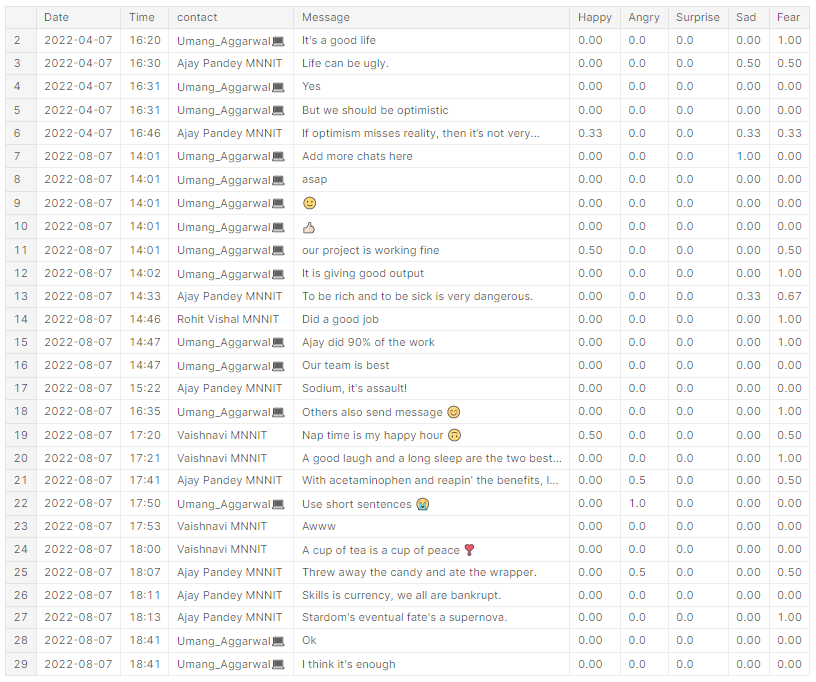 Date Time contact Message Happy Angry Surprise Sad Fear
2 2022-04-07 16:20 Umang_Aggarwal💻 It's a good life 0.00 0.0 0.0 0.00 1.00
3 2022-04-07 16:30 Ajay Pandey MNNIT Life can be ugly. 0.00 0.0 0.0 0.50 0.50
4 2022-04-07 16:31 Umang_Aggarwal💻 Yes 0.00 0.0 0.0 0.00 0.00
5 2022-04-07 16:31 Umang_Aggarwal💻 But we should be optimistic 0.00 0.0 0.0 0.00 0.00
6 2022-04-07 16:46 Ajay Pandey MNNIT If optimism misses reality, then it's not very... 0.33 0.0 0.0 0.33 0.33
7 2022-08-07 14:01 Umang_Aggarwal💻 Add more chats here 0.00 0.0 0.0 1.00 0.00
8 2022-08-07 14:01 Umang_Aggarwal💻 asap 0.00 0.0 0.0 0.00 0.00
9 2022-08-07 14:01 Umang_Aggarwal💻 🙂 0.00 0.0 0.0 0.00 0.00
10 2022-08-07 14:01 Umang_Aggarwal💻 👍🏻 0.00 0.0 0.0 0.00 0.00
11 2022-08-07 14:01 Umang_Aggarwal💻 our project is working fine 0.50 0.0 0.0 0.00 0.50
12 2022-08-07 14:02 Umang_Aggarwal💻 It is giving good output 0.00 0.0 0.0 0.00 1.00
13 2022-08-07 14:33 Ajay Pandey MNNIT To be rich and to be sick is very dangerous. 0.00 0.0 0.0 0.33 0.67
14 2022-08-07 14:46 Rohit Vishal MNNIT Did a good job 0.00 0.0 0.0 0.00 1.00
15 2022-08-07 14:47 Umang_Aggarwal💻 Ajay did 90% of the work 0.00 0.0 0.0 0.00 1.00
16 2022-08-07 14:47 Umang_Aggarwal💻 Our team is best 0.00 0.0 0.0 0.00 0.00
17 2022-08-07 15:22 Ajay Pandey MNNIT Sodium, it's assault! 0.00 0.0 0.0 0.00 0.00
18 2022-08-07 16:35 Umang_Aggarwal💻 Others also send message 😊 0.00 0.0 0.0 0.00 1.00
19 2022-08-07 17:20 Vaishnavi MNNIT Nap time is my happy hour 🙃 0.50 0.0 0.0 0.00 0.50
20 2022-08-07 17:21 Vaishnavi MNNIT A good laugh and a long sleep are the two best... 0.00 0.0 0.0 0.00 1.00
21 2022-08-07 17:41 Ajay Pandey MNNIT With acetaminophen and reapin' the benefits, I... 0.00 0.5 0.0 0.00 0.50
22 2022-08-07 17:50 Umang_Aggarwal💻 Use short sentences 😭 0.00 1.0 0.0 0.00 0.00
23 2022-08-07 17:53 Vaishnavi MNNIT Awww 0.00 0.0 0.0 0.00 0.00
24 2022-08-07 18:00 Vaishnavi MNNIT A cup of tea is a cup of peace ❣️ 0.00 0.0 0.0 0.00 0.00
25 2022-08-07 18:07 Ajay Pandey MNNIT Threw away the candy and ate the wrapper. 0.00 0.5 0.0 0.00 0.50
26 2022-08-07 18:11 Ajay Pandey MNNIT Skills is currency, we all are bankrupt. 0.00 0.0 0.0 0.00 0.00
27 2022-08-07 18:13 Ajay Pandey MNNIT Stardom's eventual fate's a supernova. 0.00 0.0 0.0 0.00 1.00
28 2022-08-07 18:41 Umang_Aggarwal💻 Ok 0.00 0.0 0.0 0.00 0.00
29 2022-08-07 18:41 Umang_Aggarwal💻 I think it's enough 0.00 0.0 0.0 0.00 0.00